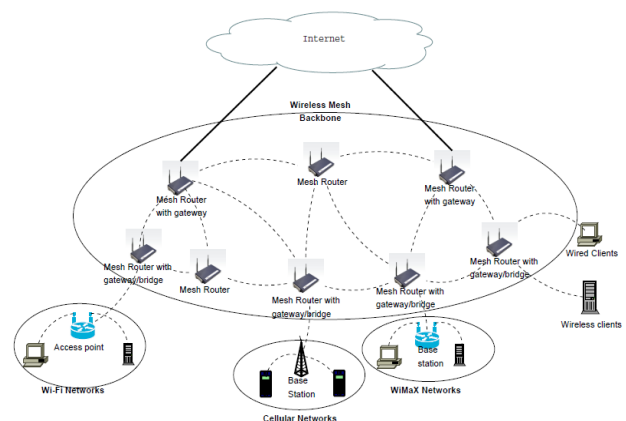 Internet
Wireless Mesh
Backbone
Mesh Router
Mesh Router
with gateway
Mesh Router
with gateway
Mesh Router with
gateway/bridge
Mesh Router
Mesh Router with
gateway/bridge
Mesh Router with
gateway/bridge
Mesh Router with
gateway/bridge
Wired Clients
Wireless clients
Access point
Wi-Fi Networks
Base
Station
Cellular Networks
Base
station
WiMaX Networks